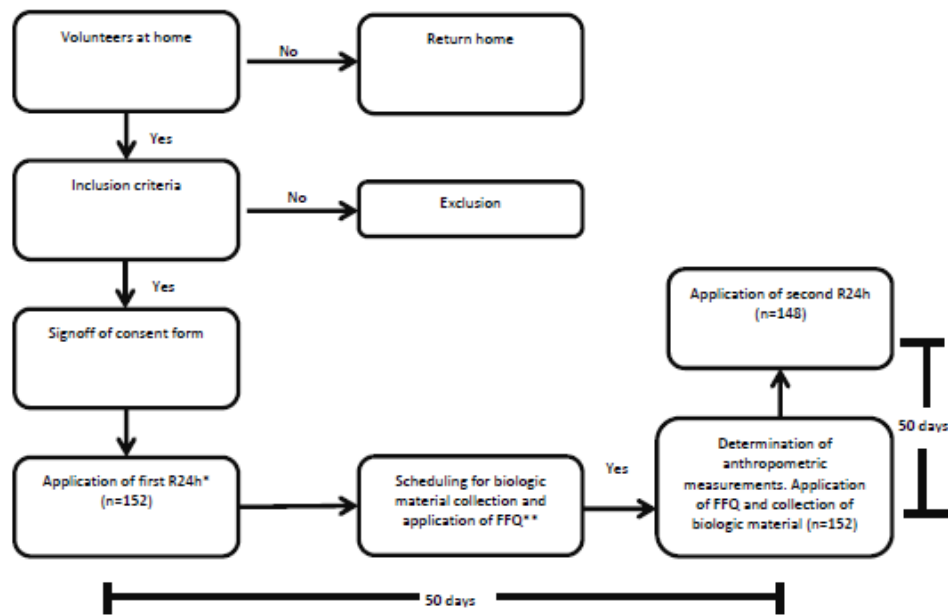 Volunteers at home
No
Return home
Yes
Inclusion criteria
No
Exclusion
Yes
Signoff of consent form
Application of second R24h
(n=148)
50 days
Application of first R24h*
(n=152)
Scheduling for biologic
material collection and
application of FFQ**
Yes
Determination of
anthropometric
measurements. Application
of FFQ and collection of
biologic material (n=152)
50 days